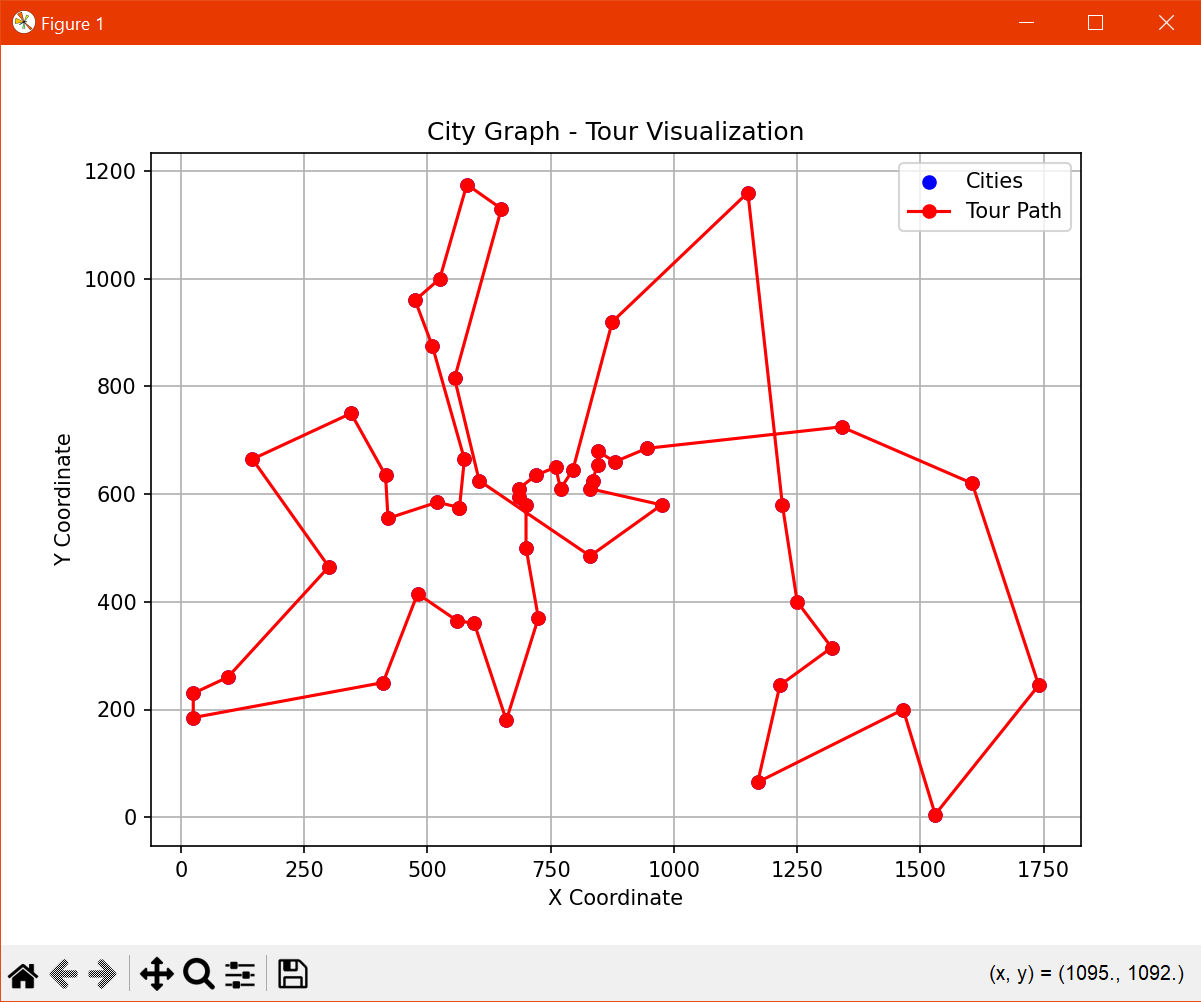 Figure 1
City Graph - Tour Visualization
Cities
Tour Path
1200
1000
800
600
400
200
0
Y Coordinate
0 250 500 750 1000 1250 1500 1750
X Coordinate
(x, y) = (1095., 1092.)